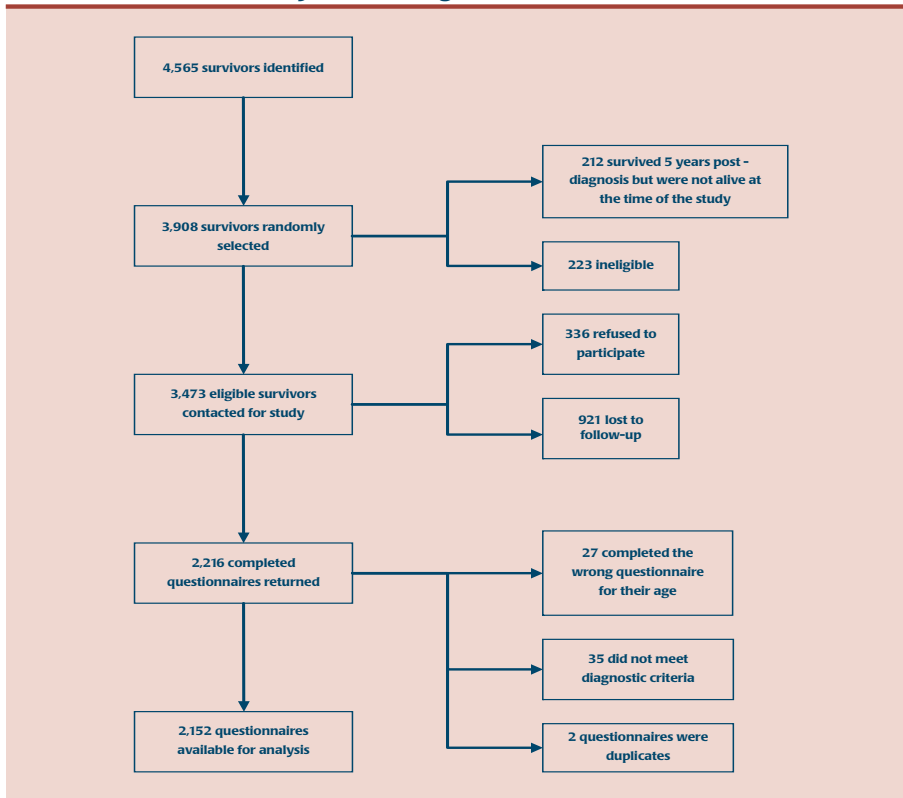 4,565 survivors identified
212 survived 5 years post -
diagnosis but were not alive at
the time of the study
3,908 survivors randomly
selected
223 ineligible
336 refused to
participate
3,473 eligible survivors
contacted for study
921 lost to
follow-up
2,216 completed
questionnaires returned
27 completed the
wrong questionnaire
for their age
35 did not meet
diagnostic criteria
2,152 questionnaires
available for analysis
2 questionnaires were
duplicates